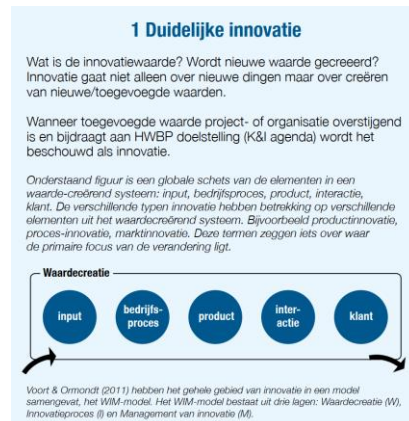 1 Duidelijke innovatie
Wat is de innovatiewaarde? Wordt nieuwe waarde gecreeerd?
Innovatie gaat niet alleen over nieuwe dingen maar over creëren
van nieuwe/toegevoegde waarden.
Wanneer toegevoegde waarde project- of organisatie overstijgend
is en bijdraagt aan HWBP doelstelling (K&I agenda) wordt het
beschouwd als innovatie.
Onderstaand figuur is een globale schets van de elementen in een
waarde-creërend systeem: input, bedrijfsproces, product, interactie,
klant. De verschillende typen innovatie hebben betrekking op verschillende
elementen uit het waardecreërend systeem. Bijvoorbeeld productinnovatie,
proces-innovatie, marktinnovatie. Deze termen zeggen iets over waar
de primaire focus van de verandering ligt.
Waardecreatie
input
bedrijfs-
proces
product
inter-
actie
klant
Voort & Ormondt (2011) hebben het gehele gebied van innovatie in een model
samengevat, het WIM-model. Het WIM-model bestaat uit drie lagen: Waardecreatie (W),
Innovatieproces (I) en Management van innovatie (M).